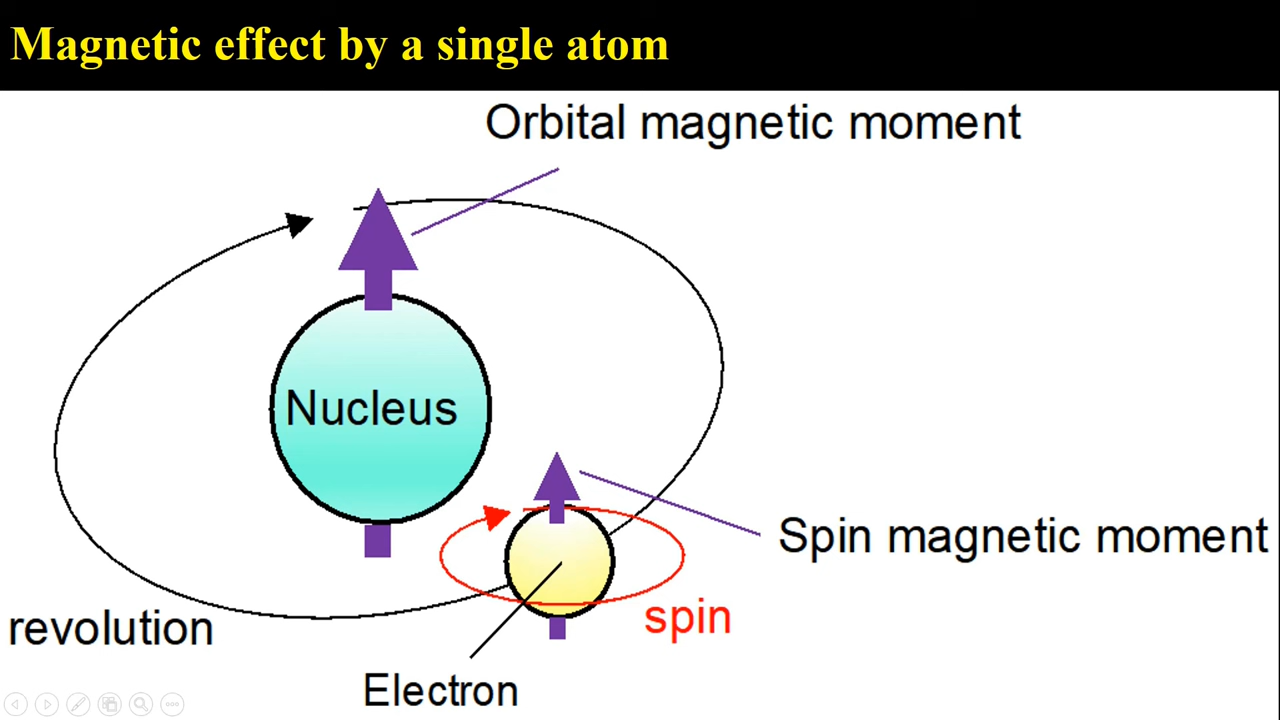 Magnetic effect by a single atom
Orbital magnetic moment
Nucleus
Spin magnetic moment
spin
revolution
Electron